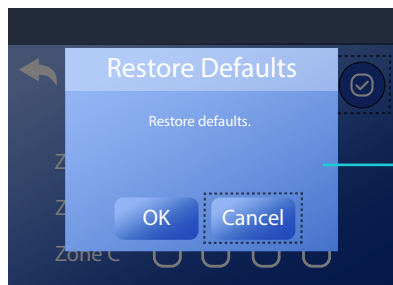 Restore Defaults
Restore defaults.
Z
Z
OK Cancel
Zone C